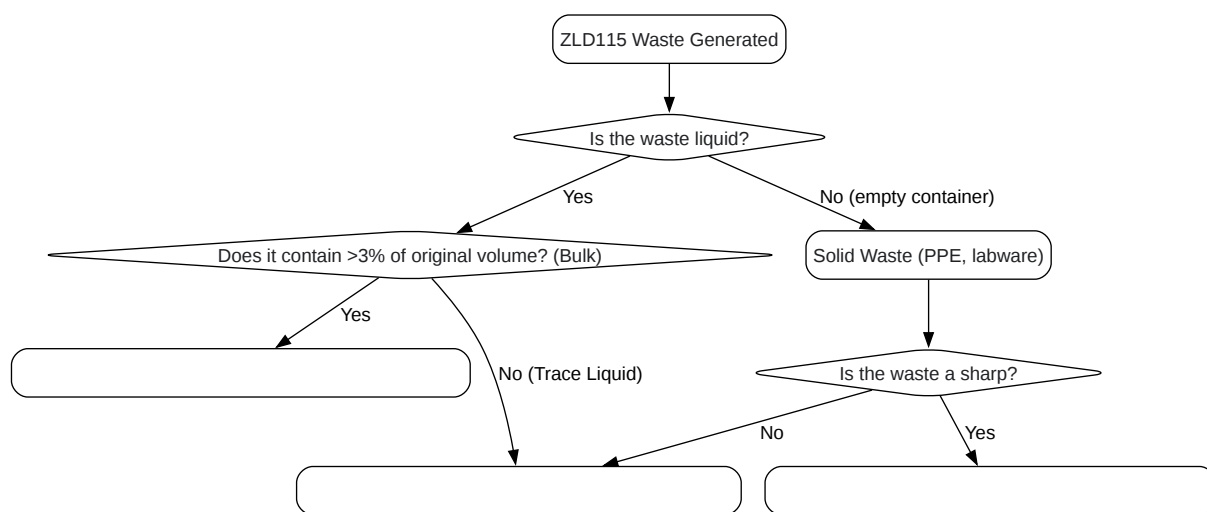 ZLD115 Waste Generated
Is the waste liquid?
Yes
No (empty container)
Does it contain >3% of original volume? (Bulk)
Solid Waste (PPE, labware)
Yes
No (Trace Liquid)
Is the waste a sharp?
No
Yes